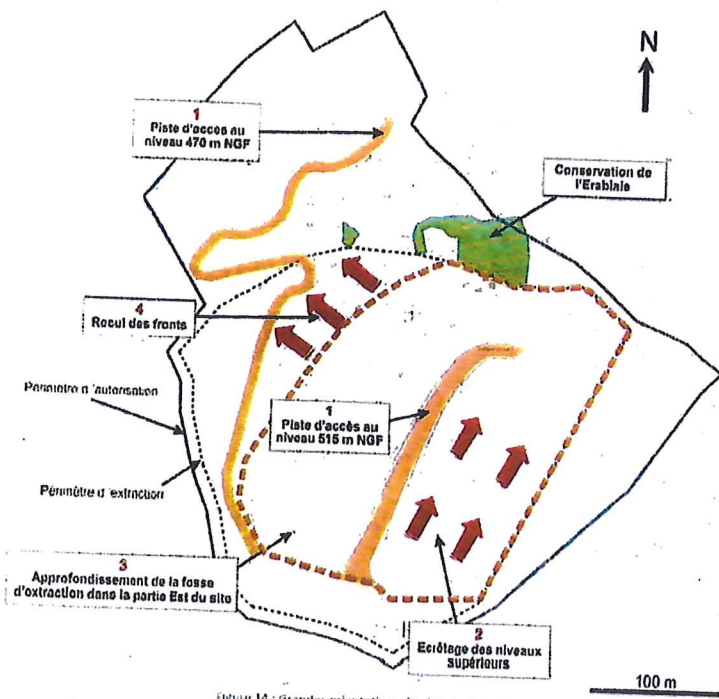 N
1
Piste d'accès au
niveau 470 m NGF
Conservation de
l'Erablaie
4
Recul des fronts
Périmètre d'autorisation
1
Piste d'accès au
niveau 515 m NGF
Périmètre d'extraction
3
Approfondissement de la fosse
d'extraction dans la partie Est du site
2
Ecrêtage des niveaux
supérieurs
100 m
14 : Grandes